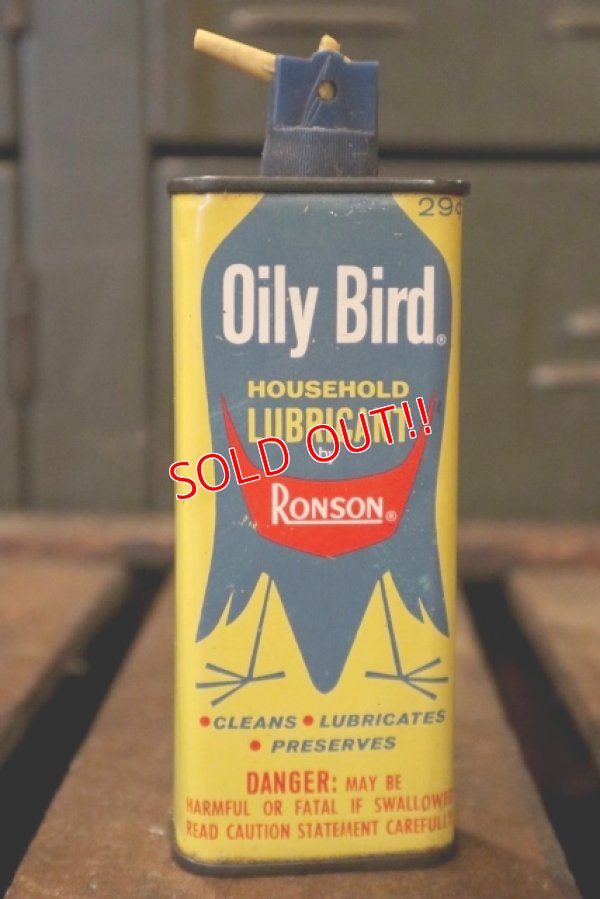 29¢
Oily Bird®
HOUSEHOLD
LUBRICANT
by
SOLD OUT!!
RONSON®
•CLEANS •LUBRICATES
•PRESERVES
DANGER: MAY BE
HARMFUL OR FATAL IF SWALLOWED
READ CAUTION STATEMENT CAREFULLY